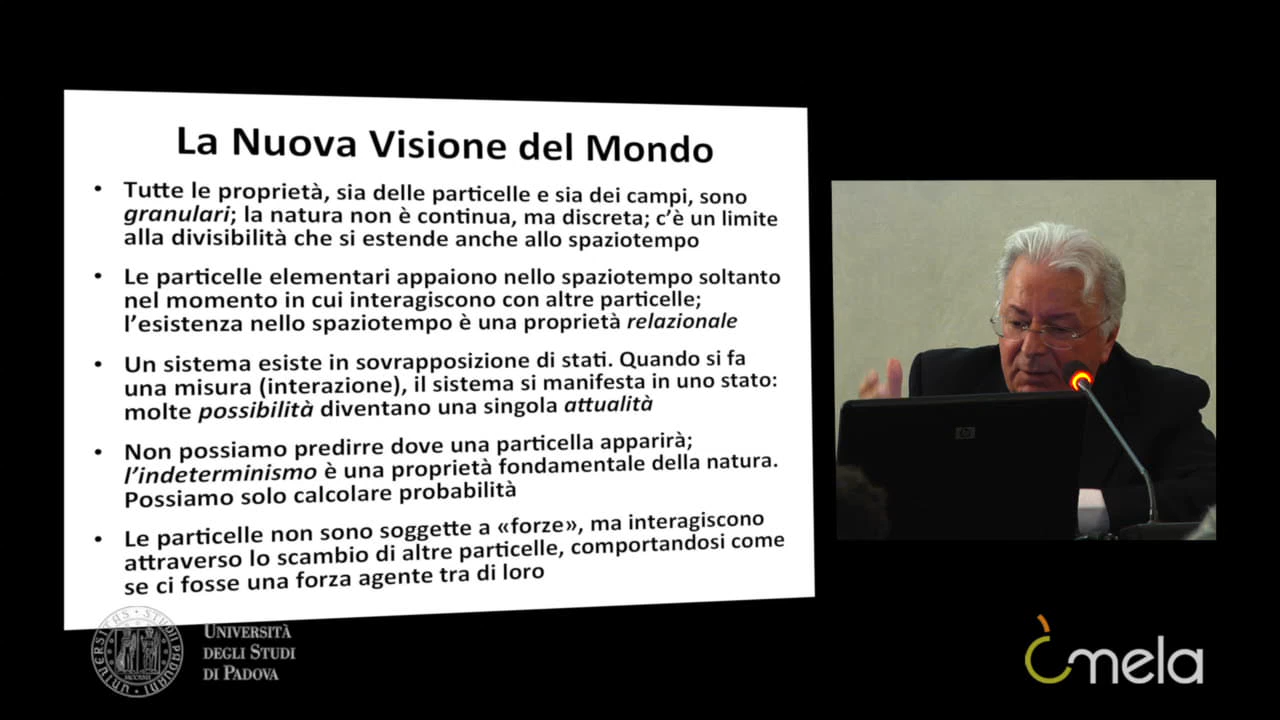 La Nuova Visione del Mondo
• Tutte le proprietà, sia delle particelle e sia dei campi, sono
granulari; la natura non è continua, ma discreta; c'è un limite
alla divisibilità che si estende anche allo spaziotempo
• Le particelle elementari appaiono nello spaziotempo soltanto
nel momento in cui interagiscono con altre particelle;
l'esistenza nello spaziotempo è una proprietà relazionale
• Un sistema esiste in sovrapposizione di stati. Quando si fa
una misura (interazione), il sistema si manifesta in uno stato:
molte possibilità diventano una singola attualità
• Non possiamo predirre dove una particella apparirà;
l'indeterminismo è una proprietà fondamentale della natura.
Possiamo solo calcolare probabilità
• Le particelle non sono soggette a «forze», ma interagiscono
attraverso lo scambio di altre particelle, comportandosi come
se ci fosse una forza agente tra di loro
hp
UNIVERSITÀ
DEGLI STUDI
DI PADOVA
mela